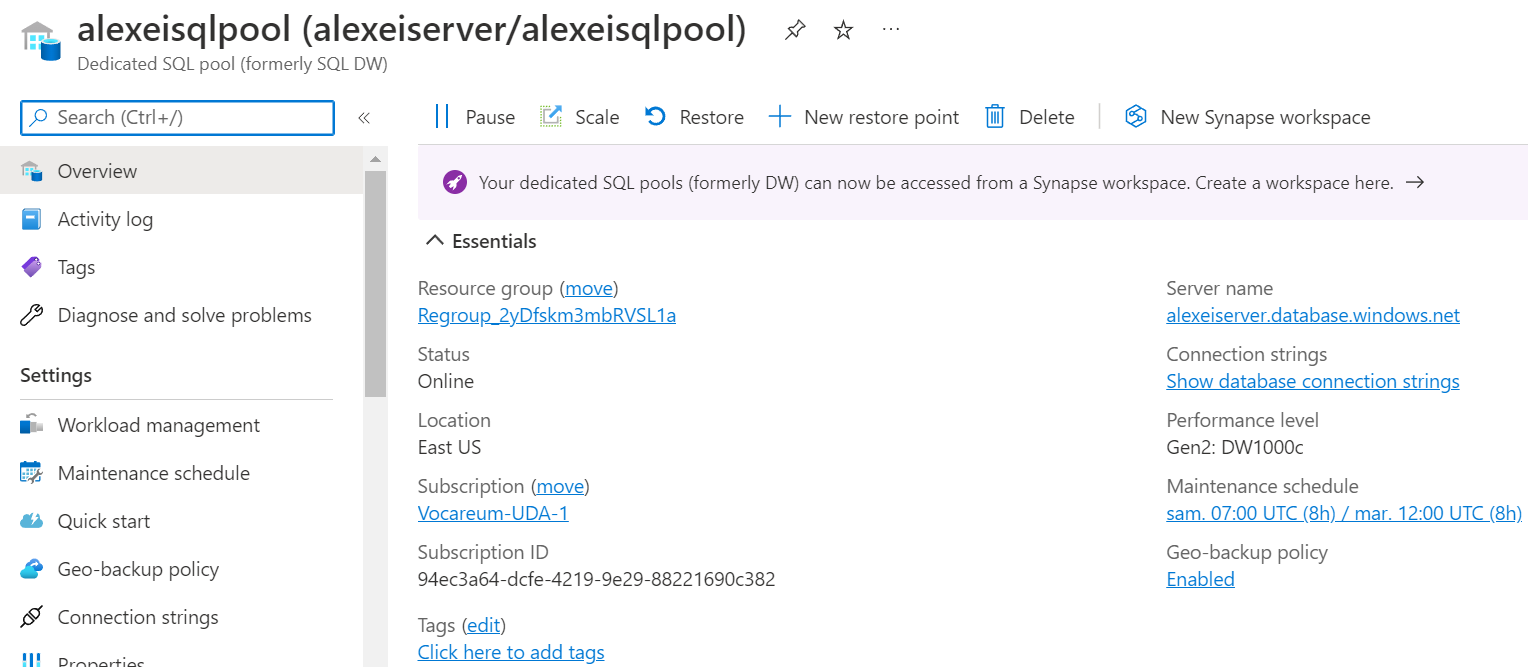 alexeisqlpool (alexeiserver/alexeisqlpool)
Dedicated SQL pool (formerly SQL DW)
Search (Ctrl+/)
Overview
Activity log
Tags
Diagnose and solve problems
Settings
Workload management
Maintenance schedule
Quick start
Geo-backup policy
Connection strings
Properties
Pause
Scale
Restore
New restore point
Delete
New Synapse workspace
Your dedicated SQL pools (formerly DW) can now be accessed from a Synapse workspace. Create a workspace here.
Essentials
Resource group (move)
Regroup_2yDfskm3mbRVSL1a
Status
Online
Location
East US
Subscription (move)
Vocareum-UDA-1
Subscription ID
94ec3a64-dcfe-4219-9e29-88221690c382
Tags (edit)
Click here to add tags
Server name
alexeiserver.database.windows.net
Connection strings
Show database connection strings
Performance level
Gen2: DW1000c
Maintenance schedule
sam. 07:00 UTC (8h) / mar. 12:00 UTC (8h)
Geo-backup policy
Enabled